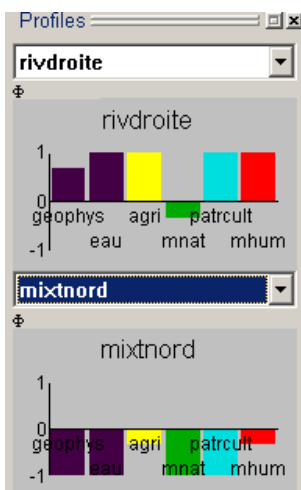 Profiles
rivdroite
Φ
rivdroite
1
0
geophys agri patrcult
eau mnat mhum
-1
mixtnord
Φ
mixtnord
1
0
geophys agri patrcult
-1 eau mnat mhum